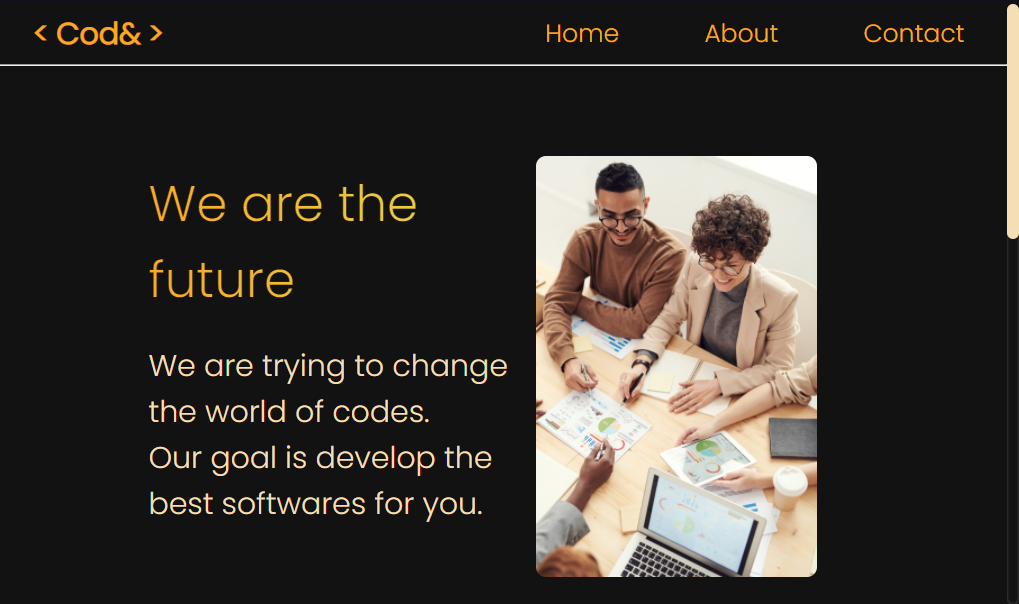 < Cod& >
Home
About
Contact
We are the
future
We are trying to change
the world of codes.
Our goal is develop the
best softwares for you.